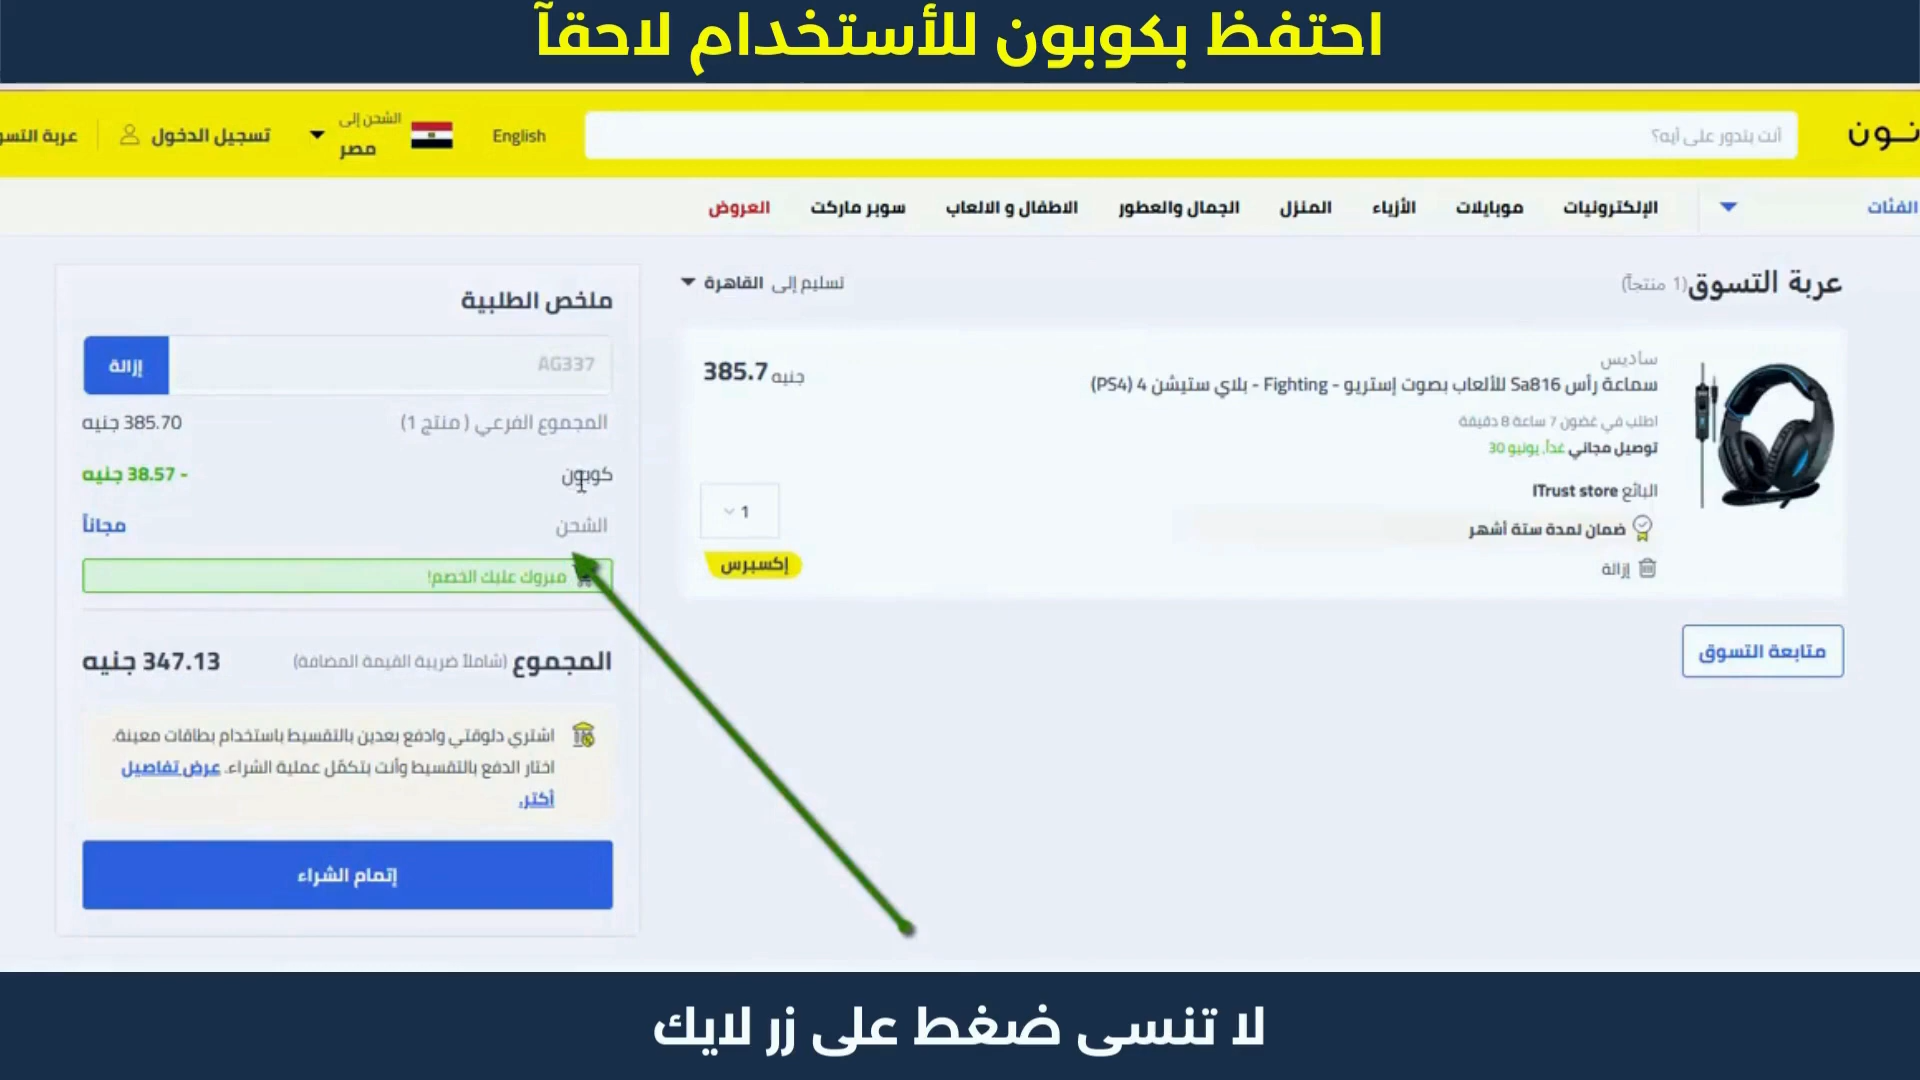 احتفظ بكوبون للأستخدام لاحقآ
نون
أنت بتدور على أيه؟
English
الشحن إلى
مصر
تسجيل الدخول
عربة التسو
الفئات
الإلكترونيات
موبايلات
الأزياء
المنزل
الجمال والعطور
الاطفال و الالعاب
سوبر ماركت
العروض
عربة التسوق (1 منتجاً)
تسليم إلى القاهرة
ساديس
سماعة رأس Sa816 للألعاب بصوت إستريو - Fighting - بلاي ستيشن 4 (PS4)
جنيه 385.7
اطلب في غضون 7 ساعة 8 دقيقة
توصيل مجاني غداً, يونيو 30
البائع ITrust store
ضمان لمدة ستة أشهر
إزالة
1
إكسبرس
متابعة التسوق
ملخص الطلبية
AG337
إزالة
المجموع الفرعي ( منتج 1)
385.70 جنيه
كوبون
- 38.57 جنيه
الشحن
مجاناً
مبروك عليك الخصم!
المجموع (شاملاً ضريبة القيمة المضافة)
347.13 جنيه
اشتري دلوقتي وادفع بعدين بالتقسيط باستخدام بطاقات معينة.
اختار الدفع بالتقسيط وأنت بتكمّل عملية الشراء. عرض تفاصيل
أكتر.
إتمام الشراء
لا تنسى ضغط على زر لايك